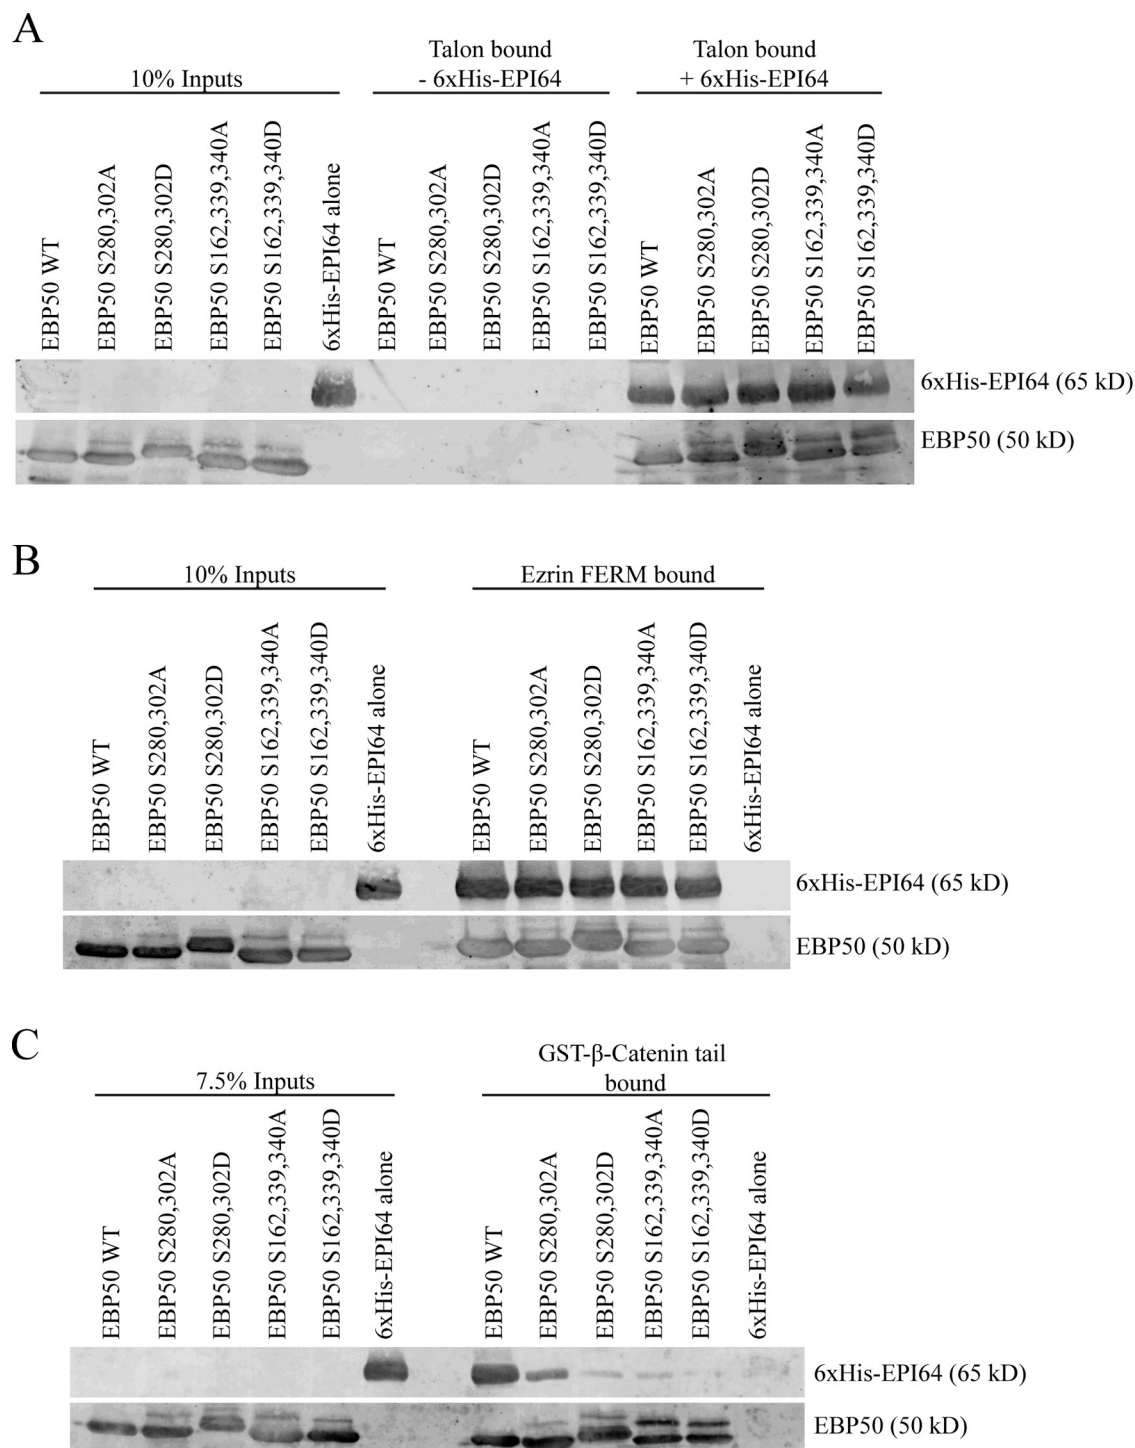 A
10% Inputs
Talon bound
- 6xHis-EPI64
Talon bound
+ 6xHis-EPI64
EBP50 WT
EBP50 S280,302A
EBP50 S280,302D
EBP50 S162,339,340A
EBP50 S162,339,340D
6xHis-EPI64 alone
EBP50 WT
EBP50 S280,302A
EBP50 S280,302D
EBP50 S162,339,340A
EBP50 S162,339,340D
EBP50 WT
EBP50 S280,302A
EBP50 S280,302D
EBP50 S162,339,340A
EBP50 S162,339,340D
6xHis-EPI64 (65 kD)
EBP50 (50 kD)
B
10% Inputs
Ezrin FERM bound
EBP50 WT
EBP50 S280,302A
EBP50 S280,302D
EBP50 S162,339,340A
EBP50 S162,339,340D
6xHis-EPI64 alone
EBP50 WT
EBP50 S280,302A
EBP50 S280,302D
EBP50 S162,339,340A
EBP50 S162,339,340D
6xHis-EPI64 alone
6xHis-EPI64 (65 kD)
EBP50 (50 kD)
C
7.5% Inputs
GST-β-Catenin tail
bound
EBP50 WT
EBP50 S280,302A
EBP50 S280,302D
EBP50 S162,339,340A
EBP50 S162,339,340D
6xHis-EPI64 alone
EBP50 WT
EBP50 S280,302A
EBP50 S280,302D
EBP50 S162,339,340A
EBP50 S162,339,340D
6xHis-EPI64 alone
6xHis-EPI64 (65 kD)
EBP50 (50 kD)